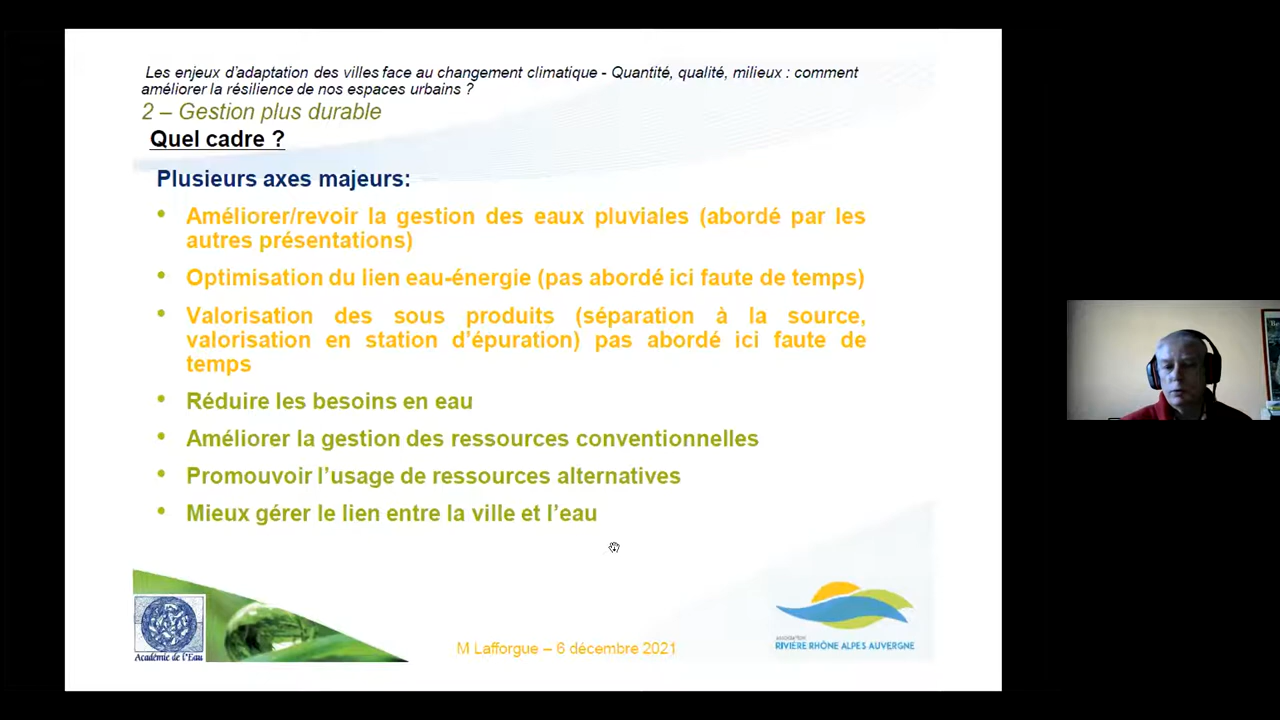 Les enjeux d'adaptation des villes face au changement climatique - Quantité, qualité, milieux : comment
améliorer la résilience de nos espaces urbains ?
2 – Gestion plus durable
Quel cadre ?
Plusieurs axes majeurs:
• Améliorer/revoir la gestion des eaux pluviales (abordé par les
autres présentations)
• Optimisation du lien eau-énergie (pas abordé ici faute de temps)
• Valorisation des sous produits (séparation à la source,
valorisation en station d'épuration) pas abordé ici faute de
temps
• Réduire les besoins en eau
• Améliorer la gestion des ressources conventionnelles
• Promouvoir l'usage de ressources alternatives
• Mieux gérer le lien entre la ville et l'eau
Académie de l'Eau
M Lafforgue – 6 décembre 2021
ASSOCIATION
RIVIÈRE RHÔNE ALPES AUVERGNE